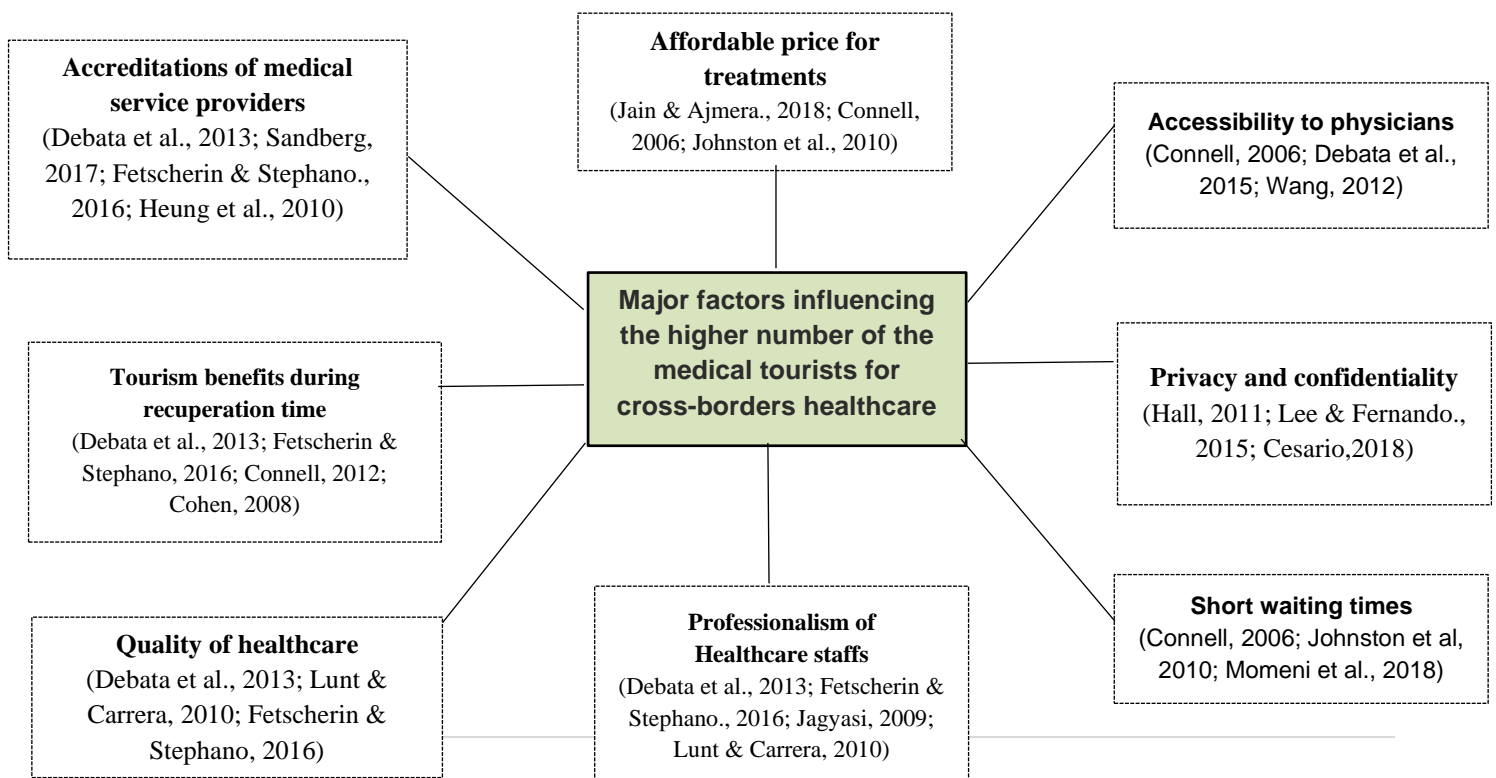 Accreditations of medical
service providers
(Debata et al., 2013; Sandberg,
2017; Fetscherin & Stephano.,
2016; Heung et al., 2010)
Affordable price for
treatments
(Jain & Ajmera., 2018; Connell,
2006; Johnston et al., 2010)
Accessibility to physicians
(Connell, 2006; Debata et al.,
2015; Wang, 2012)
Major factors influencing
the higher number of the
medical tourists for
cross-borders healthcare
Tourism benefits during
recuperation time
(Debata et al., 2013; Fetscherin &
Stephano, 2016; Connell, 2012;
Cohen, 2008)
Privacy and confidentiality
(Hall, 2011; Lee & Fernando.,
2015; Cesario,2018)
Quality of healthcare
(Debata et al., 2013; Lunt &
Carrera, 2010; Fetscherin &
Stephano, 2016)
Professionalism of
Healthcare staffs
(Debata et al., 2013; Fetscherin &
Stephano., 2016; Jagyasi, 2009;
Lunt & Carrera, 2010)
Short waiting times
(Connell, 2006; Johnston et al,
2010; Momeni et al., 2018)